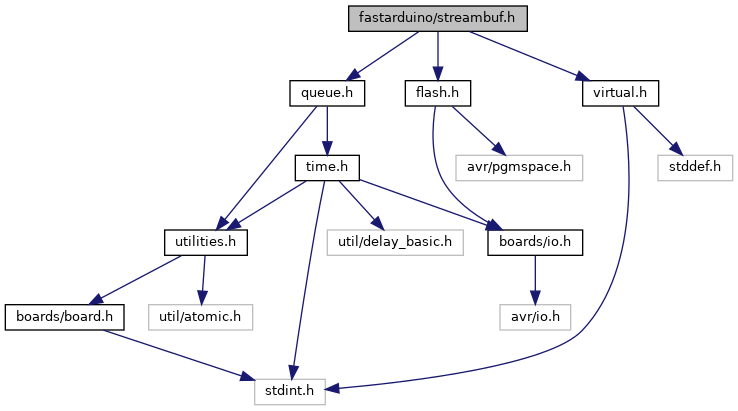 fastarduino/streambuf.h
queue.h
flash.h
virtual.h
time.h
avr/pgmspace.h
stddef.h
utilities.h
util/delay_basic.h
boards/io.h
boards/board.h
util/atomic.h
avr/io.h
stdint.h